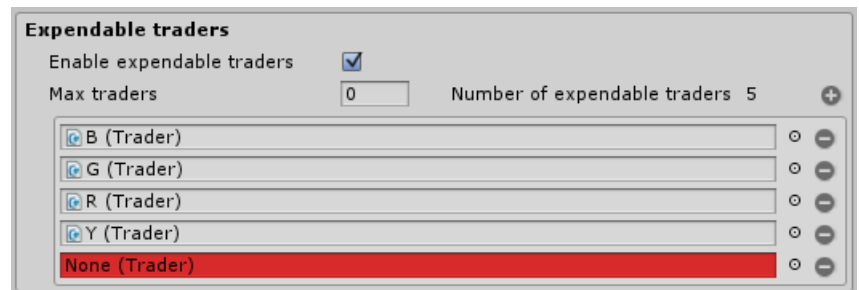 Expendable traders
Enable expendable traders
Max traders 0 Number of expendable traders 5
B (Trader)
G (Trader)
R (Trader)
Y (Trader)
None (Trader)